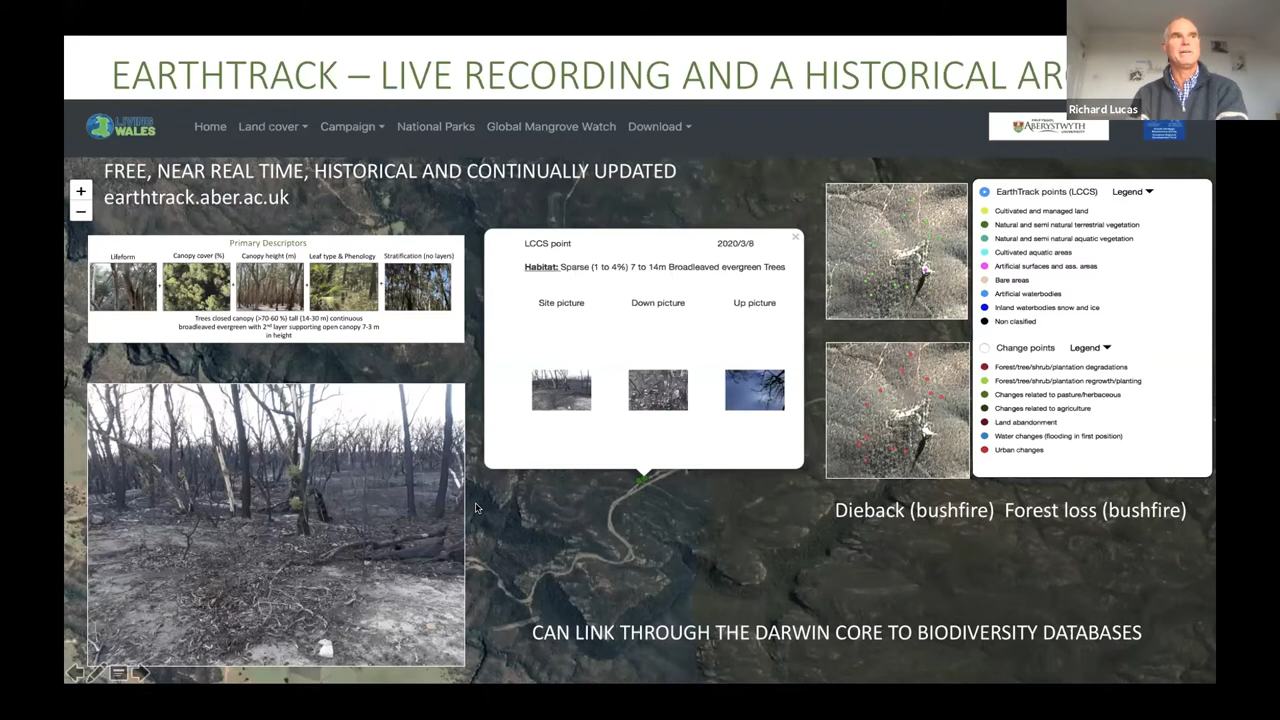 EARTHTRACK – LIVE RECORDING AND A HISTORICAL AR
Richard Lucas
LIVING
WALES
Home Land cover Campaign National Parks Global Mangrove Watch Download
ABERYSTWYTH
FREE, NEAR REAL TIME, HISTORICAL AND CONTINUALLY UPDATED
earthtrack.aber.ac.uk
+
−
Primary Descriptors
Lifeform Canopy cover (%) Canopy height (m) Leaf type & Phenology Stratification (no layers)
Trees closed canopy (>70-60 %) tall (14-30 m) continuous
broadleaved evergreen with 2nd layer supporting open canopy 7-3 m
in height
LCCS point 2020/3/8
×
Habitat: Sparse (1 to 4%) 7 to 14m Broadleaved evergreen Trees
Site picture Down picture Up picture
EarthTrack points (LCCS) Legend
Cultivated and managed land
Natural and semi natural terrestrial vegetation
Natural and semi natural aquatic vegetation
Cultivated aquatic areas
Artificial surfaces and ass. areas
Bare areas
Artificial waterbodies
Inland waterbodies snow and ice
Non clasified
Change points Legend
Forest/tree/shrub/plantation degradations
Forest/tree/shrub/plantation regrowth/planting
Changes related to pasture/herbaceous
Changes related to agriculture
Land abandonment
Water changes (flooding in first position)
Urban changes
Dieback (bushfire) Forest loss (bushfire)
CAN LINK THROUGH THE DARWIN CORE TO BIODIVERSITY DATABASES